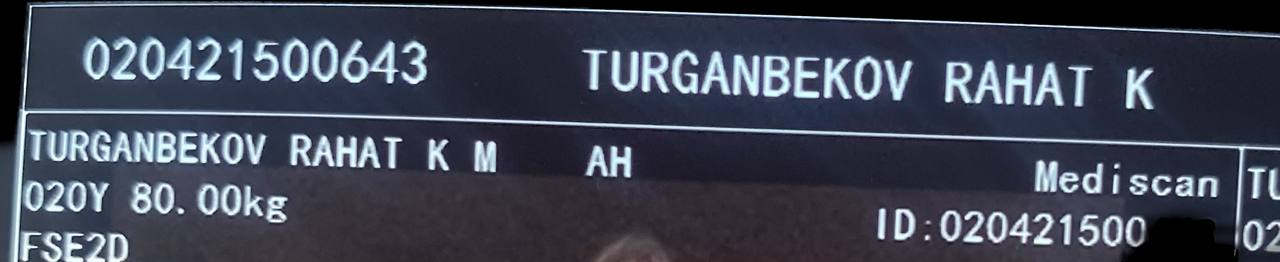 020421500643 TURGANBEKOV RAHAT K
TURGANBEKOV RAHAT K M AH Mediscan
020Y 80.00kg ID:020421500
FSE2D